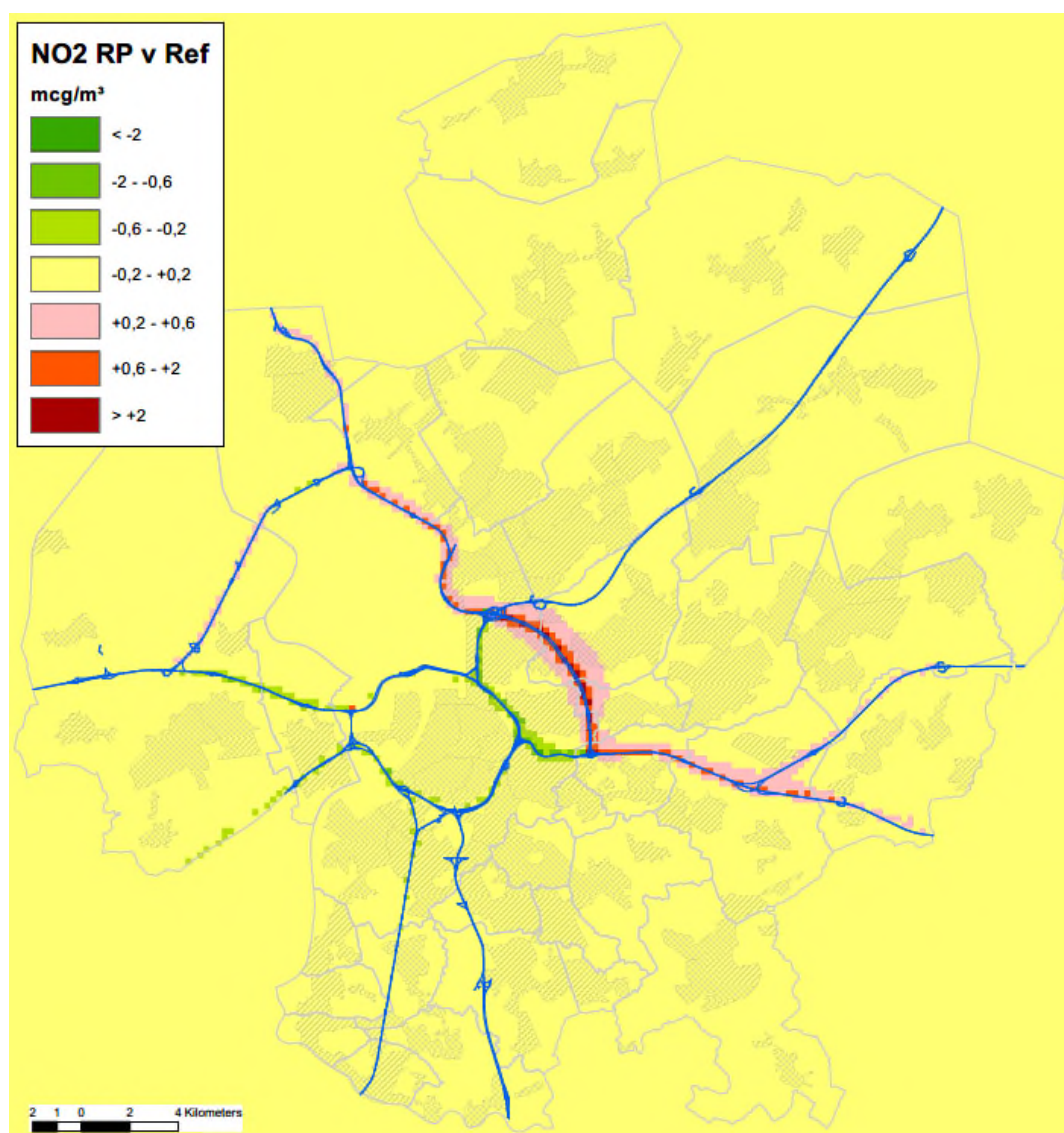 NO2 RP v Ref
mcg/m³
< -2
-2 - -0,6
-0,6 - -0,2
-0,2 - +0,2
+0,2 - +0,6
+0,6 - +2
> +2
2 1 0 2 4 Kilometers